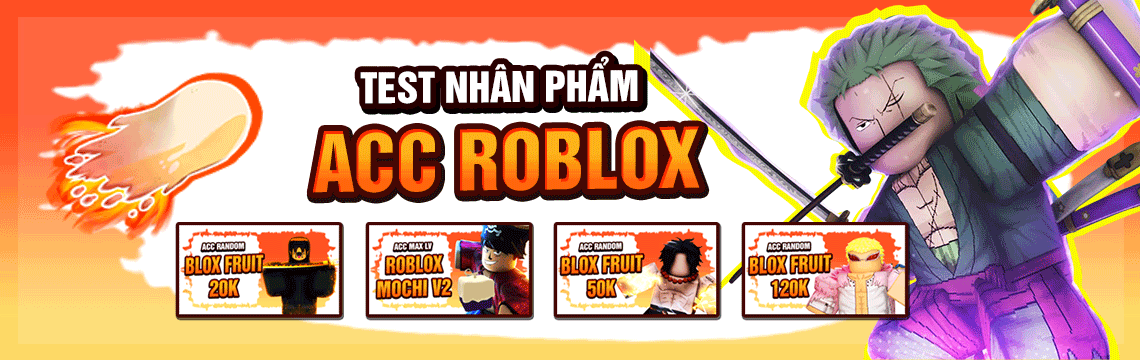 TEST NHÂN PHẨM
ACC ROBLOX
ACC RANDOM
BLOX FRUIT
20K
ACC MAX LV
ROBLOX
MOCHI V2
ACC RANDOM
BLOX FRUIT
50K
ACC RANDOM
BLOX FRUIT
120K